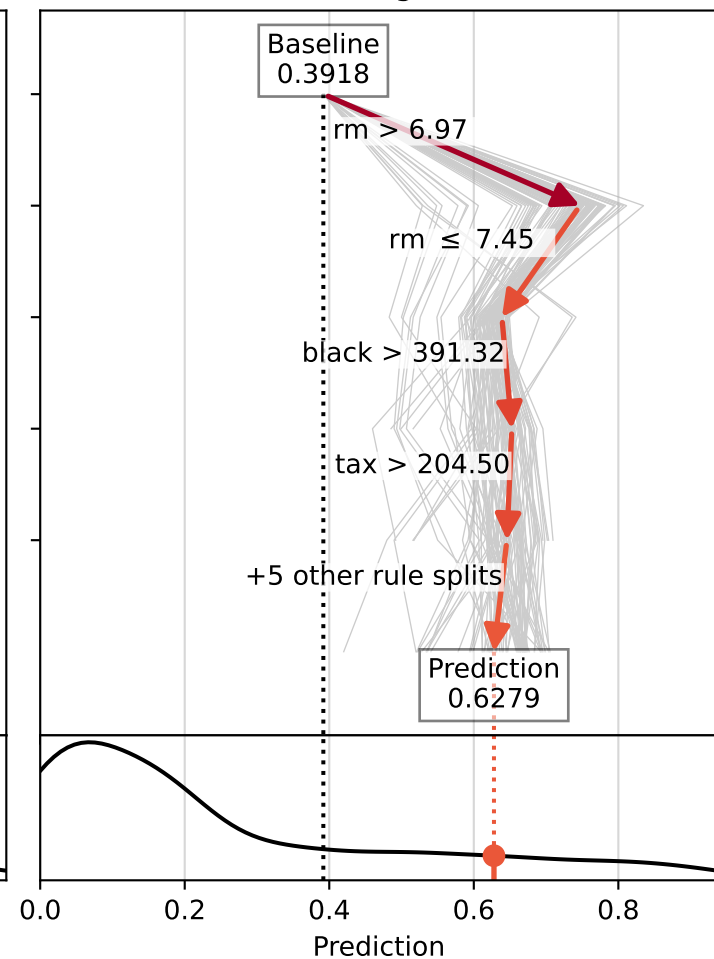 Baseline
0.3918
rm > 6.97
rm ≤ 7.45
black > 391.32
tax > 204.50
+5 other rule splits
Prediction
0.6279
0.0 0.2 0.4 0.6 0.8
Prediction